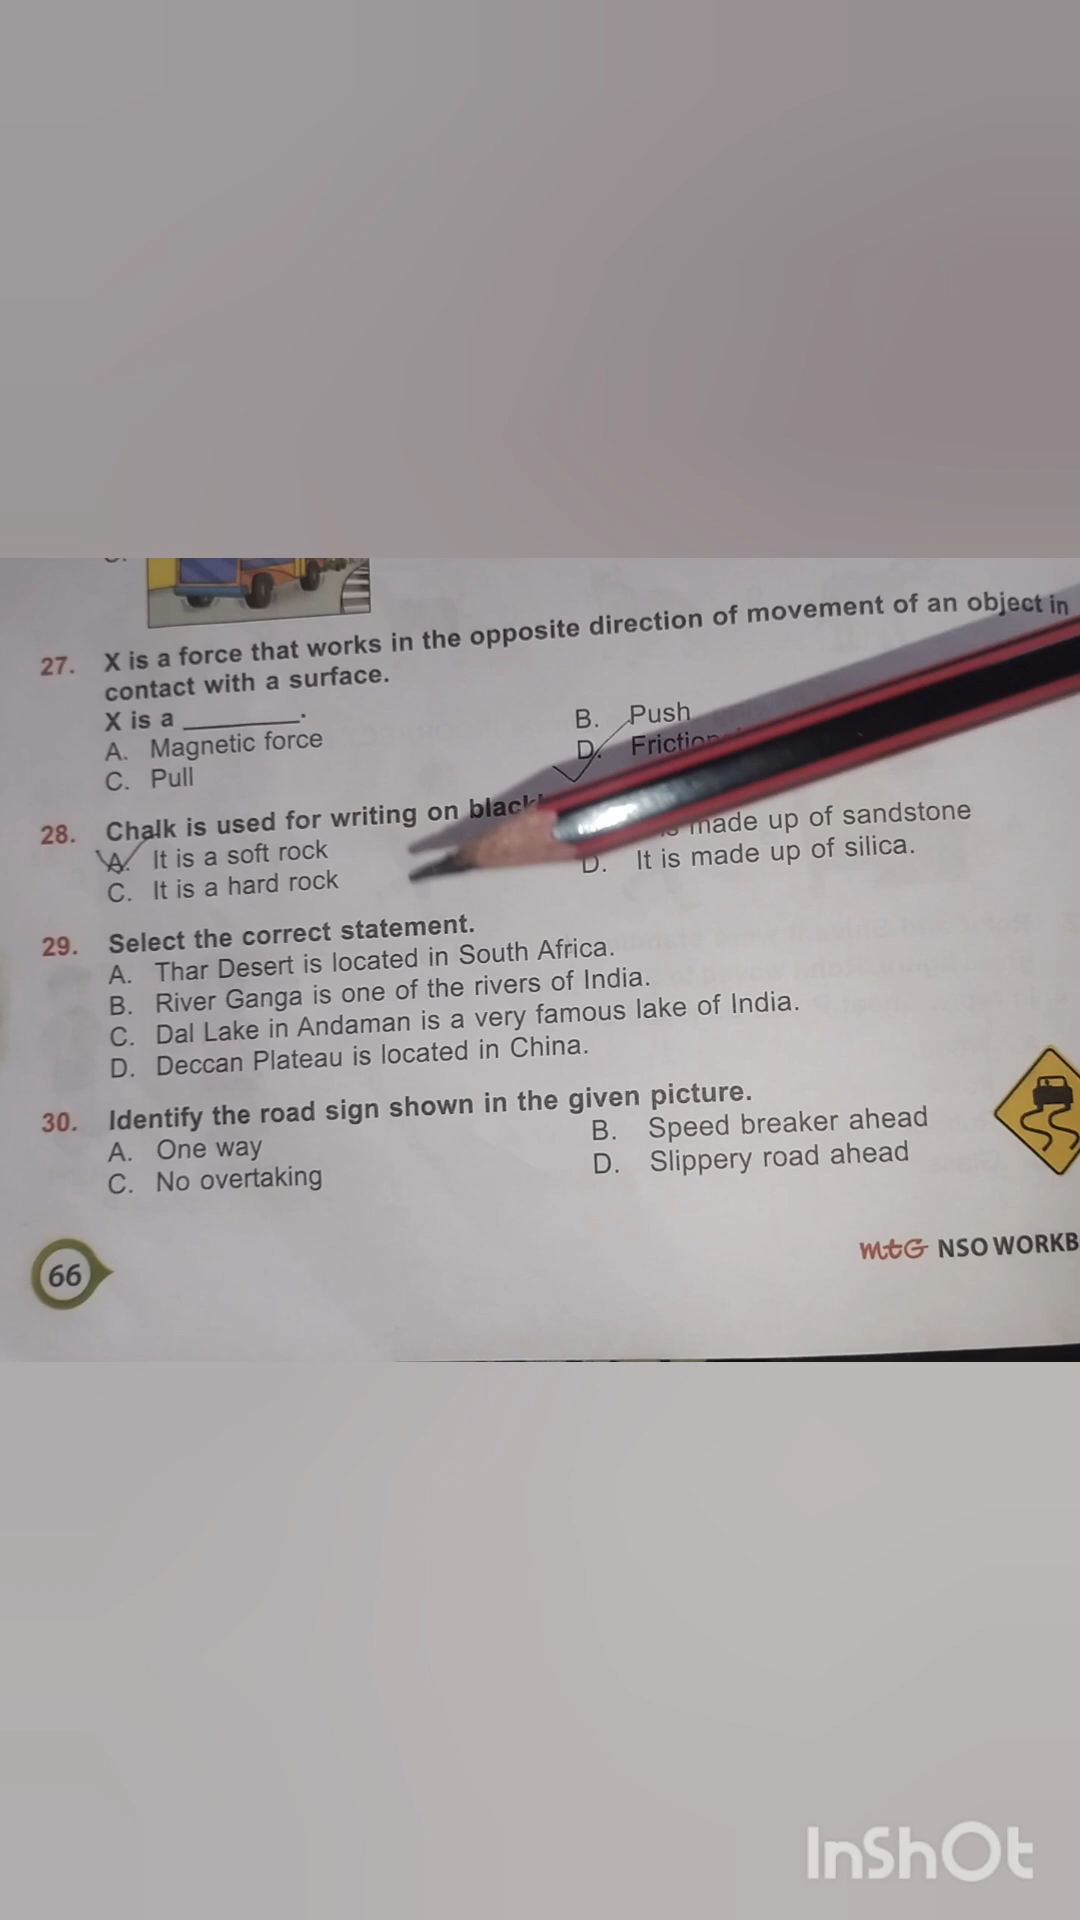 27. X is a force that works in the opposite direction of movement of an object in
contact with a surface.
X is a ________.
A. Magnetic force
B. Push
C. Pull
D. Friction
28. Chalk is used for writing on
A. It is a soft rock
made up of sandstone
C. It is a hard rock
D. It is made up of silica.
29. Select the correct statement.
A. Thar Desert is located in South Africa.
B. River Ganga is one of the rivers of India.
C. Dal Lake in Andaman is a very famous lake of India.
D. Deccan Plateau is located in China.
30. Identify the road sign shown in the given picture.
A. One way
B. Speed breaker ahead
C. No overtaking
D. Slippery road ahead
66
mtG NSO WORKB
InShOt